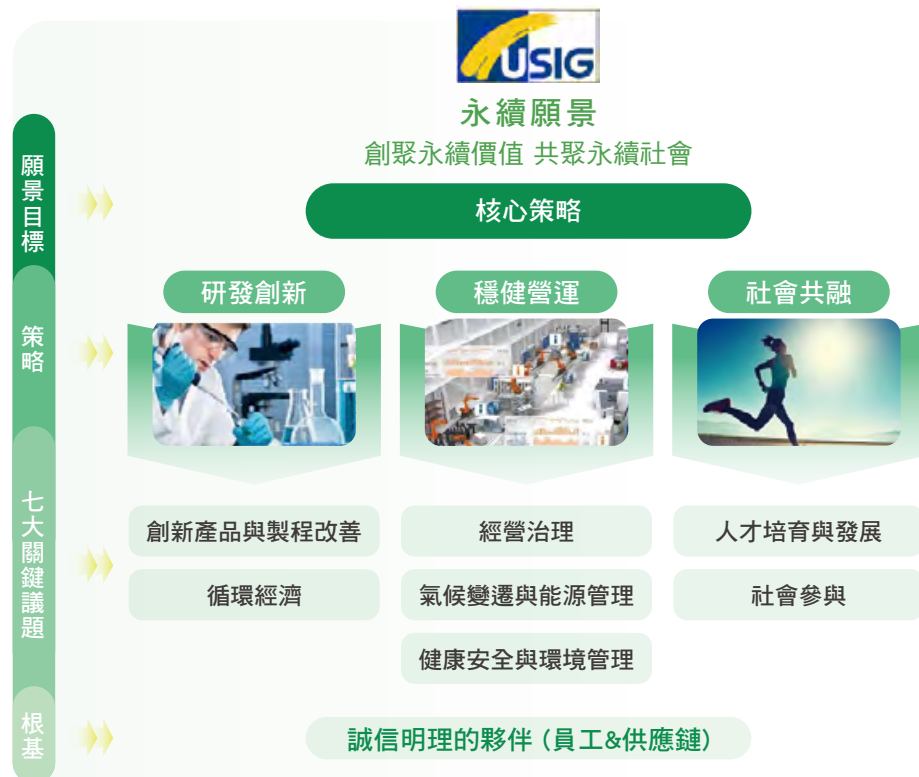 USIG
永續願景
創聚永續價值 共聚永續社會
願景目標
核心策略
策略
研發創新
穩健營運
社會共融
七大關鍵議題
創新產品與製程改善
循環經濟
經營治理
氣候變遷與能源管理
健康安全與環境管理
人才培育與發展
社會參與
根基
誠信明理的夥伴（員工&供應鏈）